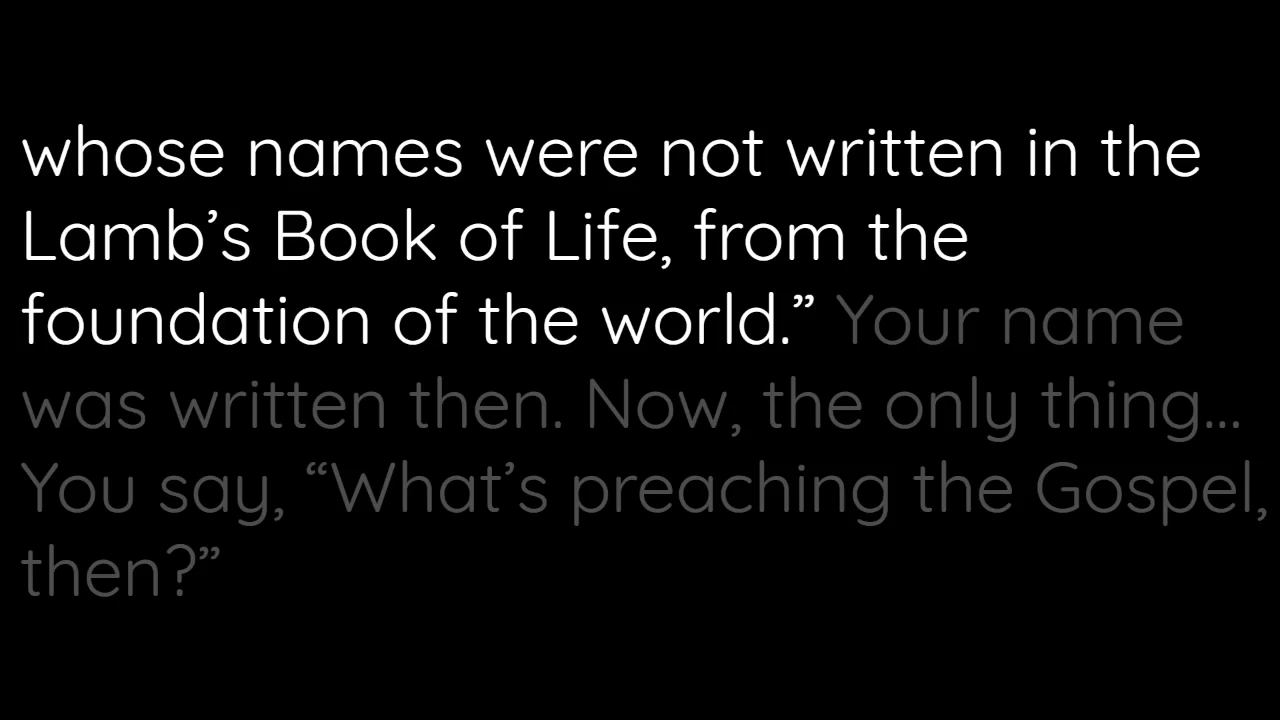 whose names were not written in the
Lamb’s Book of Life, from the
foundation of the world.” Your name
was written then. Now, the only thing...
You say, “What’s preaching the Gospel,
then?”